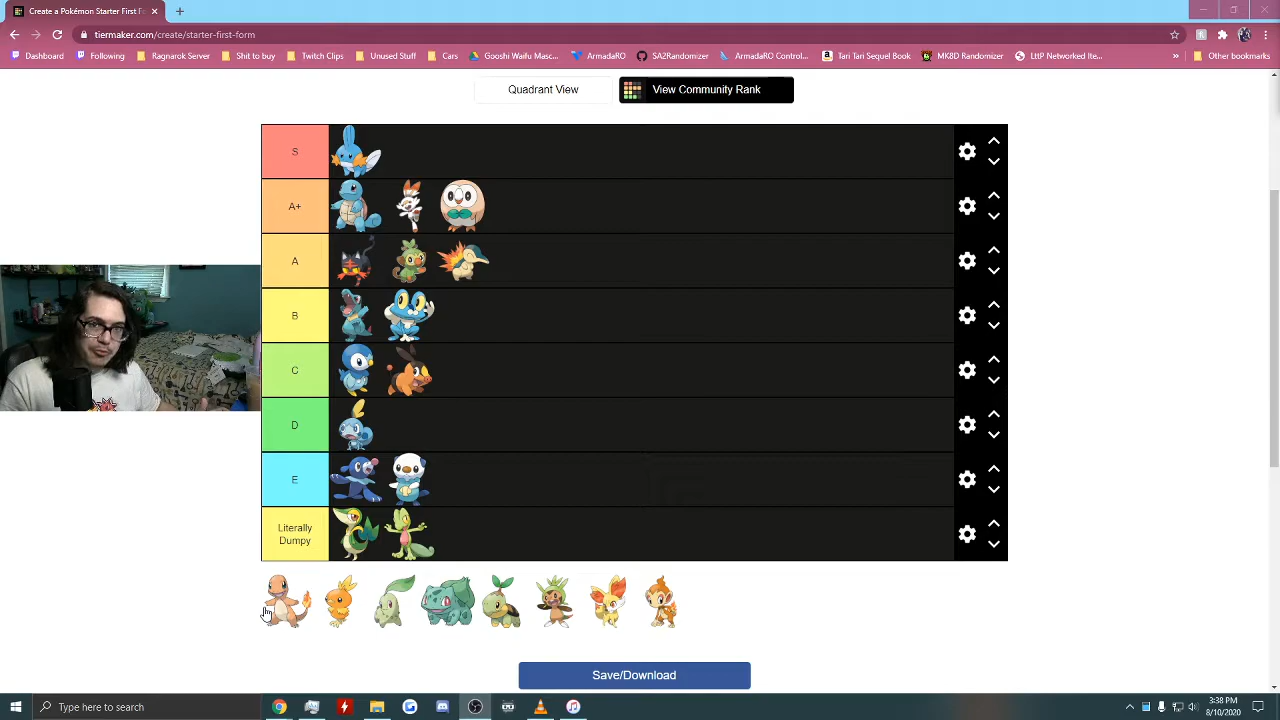 Create a Pokémon Starter First Fo
tiermaker.com/create/starter-first-form
Dashboard Following Ragnarok Server Shit to buy Twitch Clips Unused Stuff Cars Gooshi Waifu Masc... ArmadaRO SA2Randomizer ArmadaRO Control... Tari Tari Sequel Book MK8D Randomizer LttP Networked Ite... » Other bookmarks
Quadrant View View Community Rank
S
A+
A
B
C
D
E
Literally
Dumpy
Save/Download
Type here to search
3:38 PM
8/10/2020